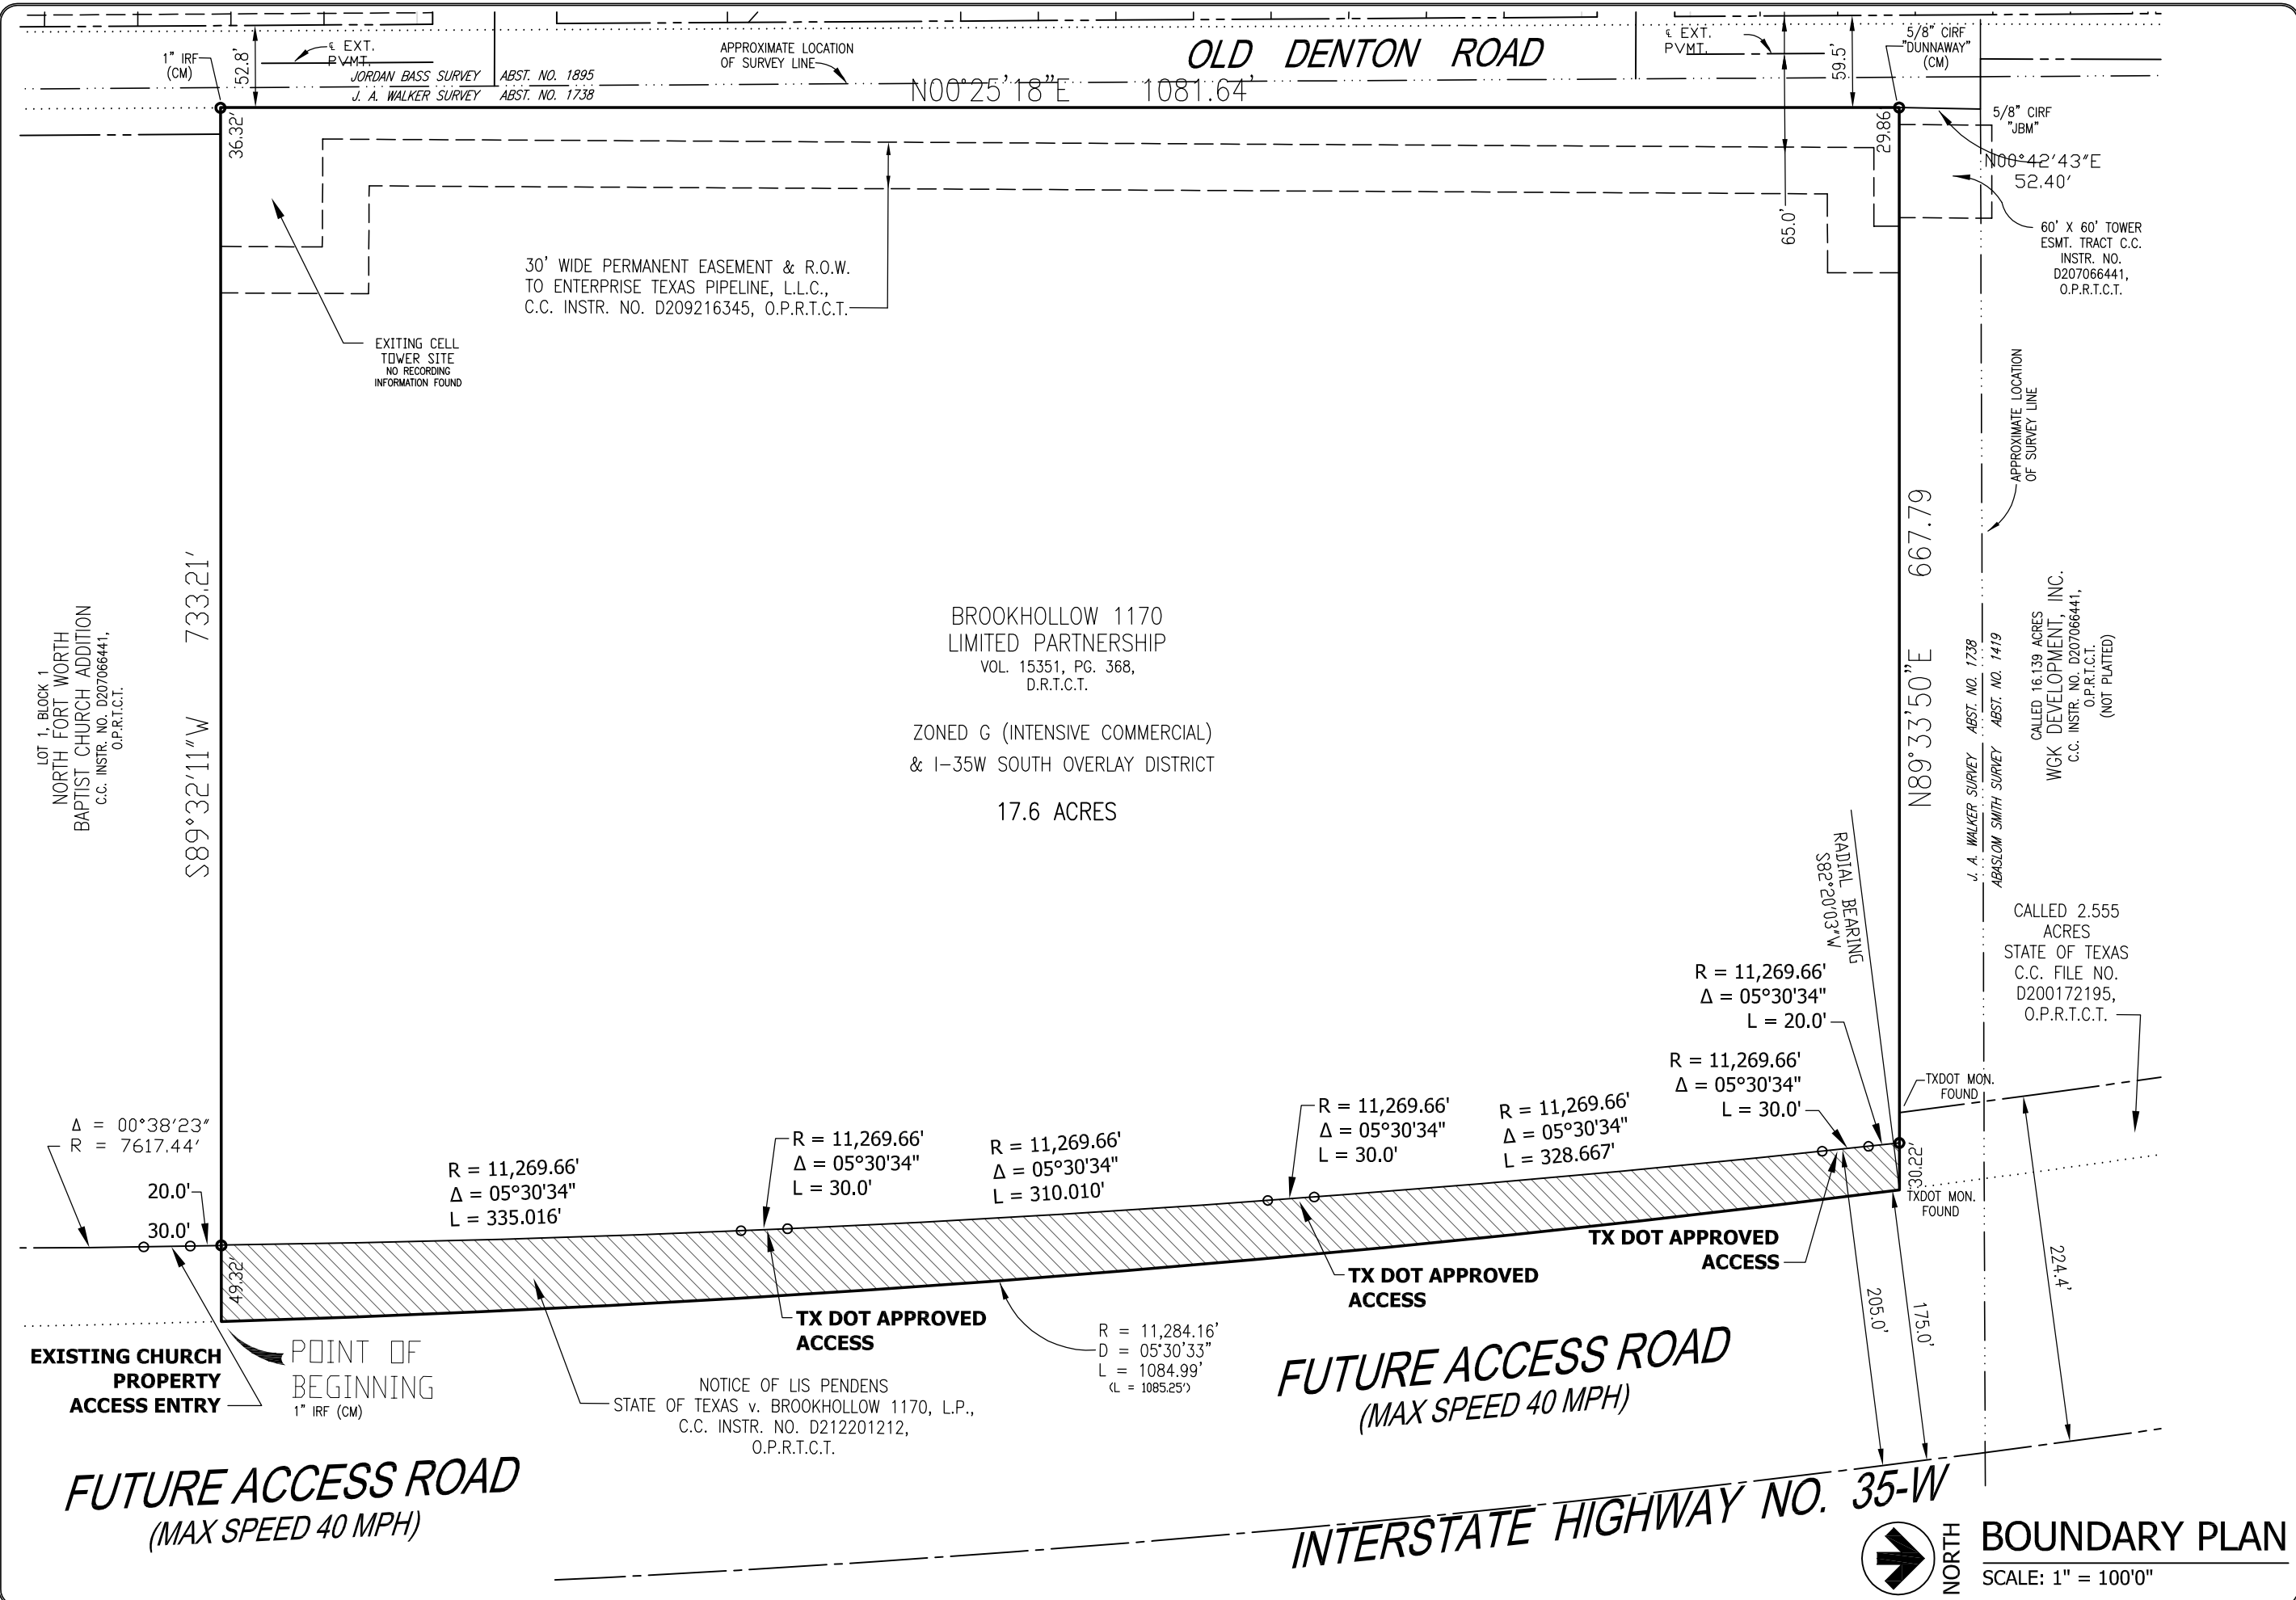 1" IRF
(CM)
52.8'
℄ EXT.
PVMT.
JORDAN BASS SURVEY ABST. NO. 1895
J. A. WALKER SURVEY ABST. NO. 1738
APPROXIMATE LOCATION
OF SURVEY LINE
OLD DENTON ROAD
N00°25'18"E 1081.64'
℄ EXT.
PVMT.
59.5'
5/8" CIRF
"DUNNAWAY"
(CM)
5/8" CIRF
"JBM"
N00°42'43"E
52.40'
36.32'
29.86
65.0'
60' X 60' TOWER
ESMT. TRACT C.C.
INSTR. NO.
D207066441,
O.P.R.T.C.T.
30' WIDE PERMANENT EASEMENT & R.O.W.
TO ENTERPRISE TEXAS PIPELINE, L.L.C.,
C.C. INSTR. NO. D209216345, O.P.R.T.C.T.
EXITING CELL
TOWER SITE
NO RECORDING
INFORMATION FOUND
APPROXIMATE LOCATION
OF SURVEY LINE
LOT 1, BLOCK 1
NORTH FORT WORTH
BAPTIST CHURCH ADDITION
C.C. INSTR. NO. D207066441,
O.P.R.T.C.T.
S89°32'11"W 733.21'
BROOKHOLLOW 1170
LIMITED PARTNERSHIP
VOL. 15351, PG. 368,
D.R.T.C.T.
ZONED G (INTENSIVE COMMERCIAL)
& I-35W SOUTH OVERLAY DISTRICT
17.6 ACRES
N89°33'50"E 667.79
J. A. WALKER SURVEY ABST. NO. 1738
ABASLOM SMITH SURVEY ABST. NO. 1419
CALLED 16.139 ACRES
WGK DEVELOPMENT, INC.
C.C. INSTR. NO. D207066441,
O.P.R.T.C.T.
(NOT PLATTED)
RADIAL BEARING
S82°20'03"W
CALLED 2.555
ACRES
STATE OF TEXAS
C.C. FILE NO.
D200172195,
O.P.R.T.C.T.
R = 11,269.66'
Δ = 05°30'34"
L = 20.0'
R = 11,269.66'
Δ = 05°30'34"
L = 30.0'
TXDOT MON.
FOUND
Δ = 00°38'23"
R = 7617.44'
20.0'
30.0'
R = 11,269.66'
Δ = 05°30'34"
L = 335.016'
R = 11,269.66'
Δ = 05°30'34"
L = 30.0'
R = 11,269.66'
Δ = 05°30'34"
L = 310.010'
R = 11,269.66'
Δ = 05°30'34"
L = 30.0'
R = 11,269.66'
Δ = 05°30'34"
L = 328.667'
30.22'
TXDOT MON.
FOUND
49.32'
TX DOT APPROVED
ACCESS
TX DOT APPROVED
ACCESS
TX DOT APPROVED
ACCESS
205.0'
175.0'
224.4'
EXISTING CHURCH
PROPERTY
ACCESS ENTRY
POINT OF
BEGINNING
1" IRF (CM)
NOTICE OF LIS PENDENS
STATE OF TEXAS v. BROOKHOLLOW 1170, L.P.,
C.C. INSTR. NO. D212201212,
O.P.R.T.C.T.
R = 11,284.16'
D = 05°30'33"
L = 1084.99'
(L = 1085.25')
FUTURE ACCESS ROAD
(MAX SPEED 40 MPH)
FUTURE ACCESS ROAD
(MAX SPEED 40 MPH)
INTERSTATE HIGHWAY NO. 35-W
NORTH
BOUNDARY PLAN
SCALE: 1" = 100'0"